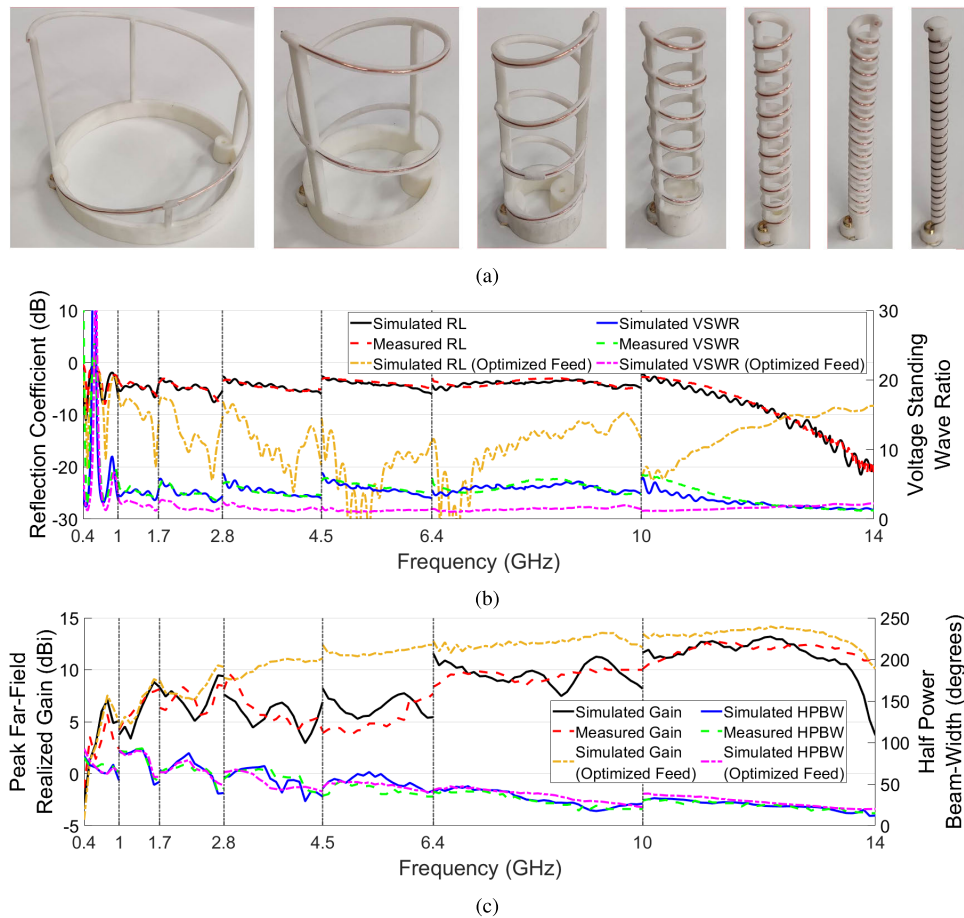 (a)
10
0
-10
-20
-30
Reflection Coefficient (dB)
Simulated RL
Measured RL
Simulated RL (Optimized Feed)
Simulated VSWR
Measured VSWR
Simulated VSWR (Optimized Feed)
30
20
10
0
Voltage Standing
Wave Ratio
0.4 1 1.7 2.8 4.5 6.4 10 14
Frequency (GHz)
(b)
15
10
5
0
-5
Peak Far-Field
Realized Gain (dBi)
Simulated Gain
Measured Gain
Simulated Gain
(Optimized Feed)
Simulated HPBW
Measured HPBW
Simulated HPBW
(Optimized Feed)
250
200
150
100
50
0
Half Power
Beam-Width (degrees)
0.4 1 1.7 2.8 4.5 6.4 10 14
Frequency (GHz)
(c)